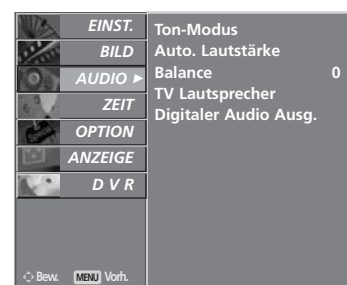 EINST.
BILD
AUDIO ►
ZEIT
OPTION
ANZEIGE
D V R
Bew. MENU Vorh.
Ton-Modus
Auto. Lautstärke
Balance 0
TV Lautsprecher
Digitaler Audio Ausg.